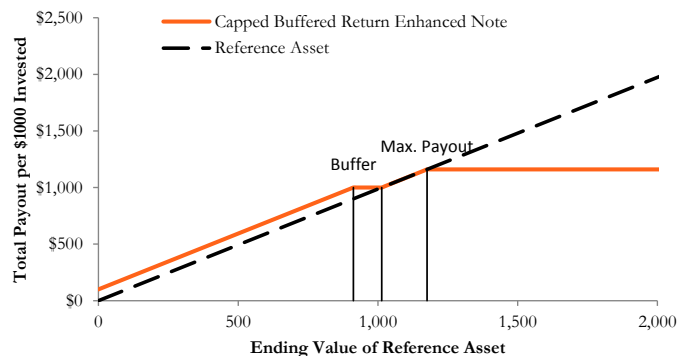 $2,500
$2,000
$1,500
$1,000
$500
$0
Total Payout per $1000 Invested
Capped Buffered Return Enhanced Note
Reference Asset
Buffer
Max. Payout
0
500
1,000
1,500
2,000
Ending Value of Reference Asset